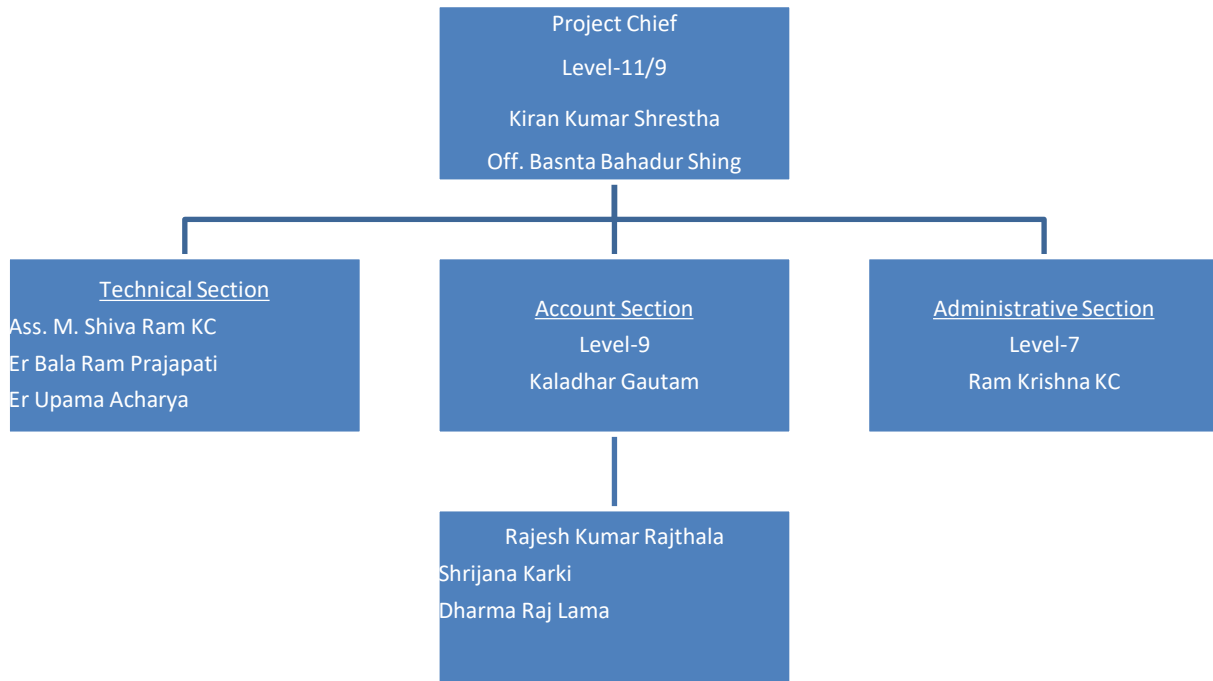 Project Chief
Level-11/9
Kiran Kumar Shrestha
Off. Basnta Bahadur Shing
Technical Section
Ass. M. Shiva Ram KC
Er Bala Ram Prajapati
Er Upama Acharya
Account Section
Level-9
Kaladhar Gautam
Administrative Section
Level-7
Ram Krishna KC
Rajesh Kumar Rajthala
Shrijana Karki
Dharma Raj Lama